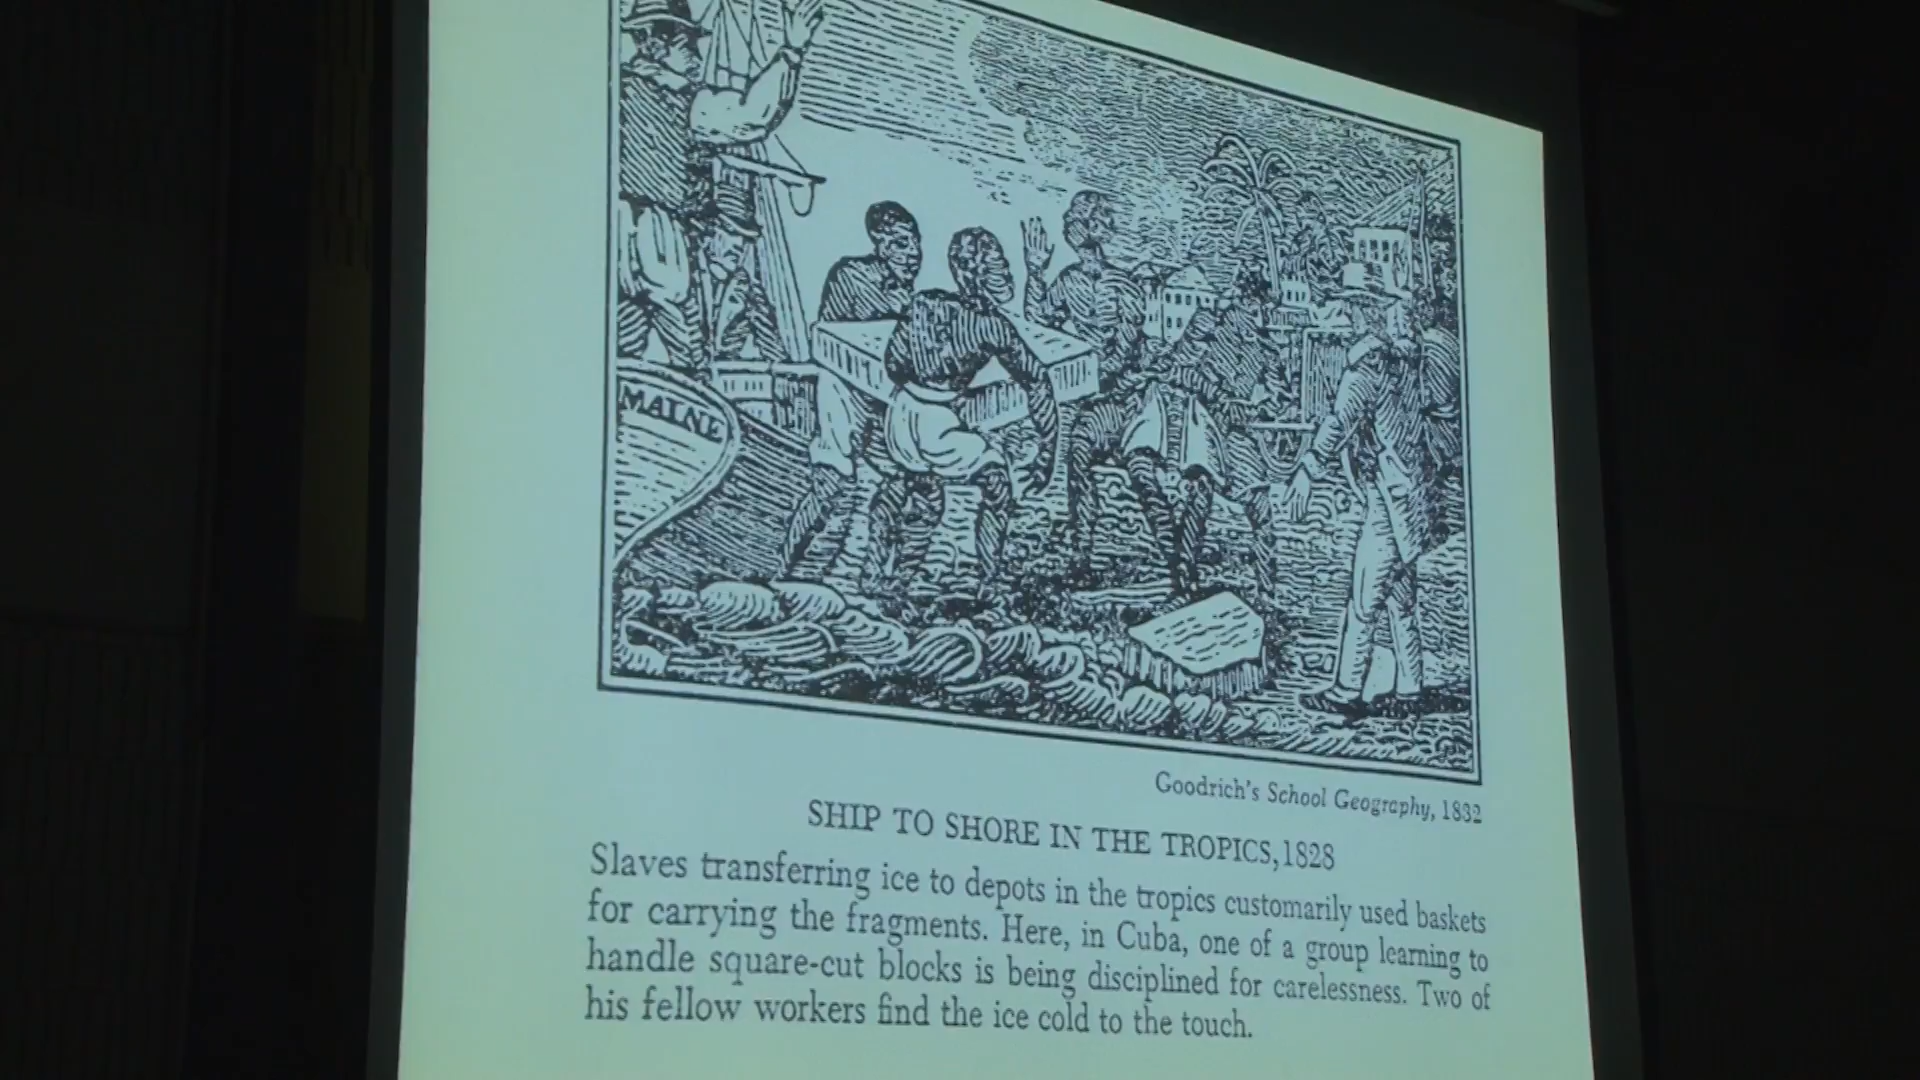 MAINE
Goodrich's School Geography, 1832
SHIP TO SHORE IN THE TROPICS, 1828
Slaves transferring ice to depots in the tropics customarily used baskets
for carrying the fragments. Here, in Cuba, one of a group learning to
handle square-cut blocks is being disciplined for carelessness. Two of
his fellow workers find the ice cold to the touch.